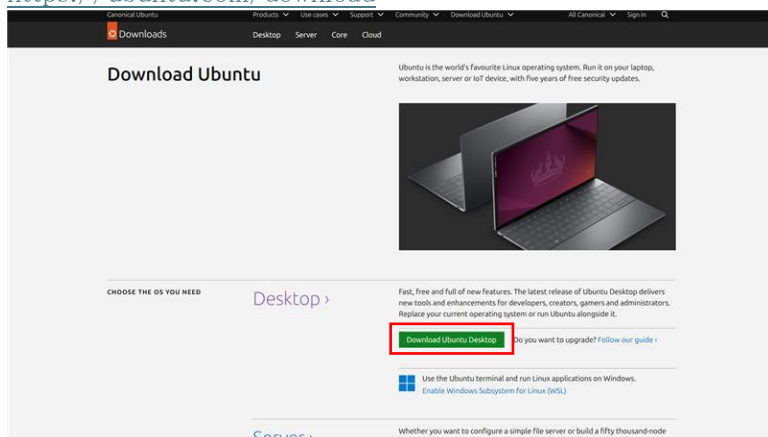 https://ubuntu.com/download
Canonical Ubuntu Products Use cases Support Community Download Ubuntu All Canonical Sign in
Downloads Desktop Server Core Cloud
Download Ubuntu
Ubuntu is the world's favourite Linux operating system. Run it on your laptop,
workstation, server or IoT device, with five years of free security updates.
CHOOSE THE OS YOU NEED
Desktop ›
Fast, free and full of new features. The latest release of Ubuntu Desktop delivers
new tools and enhancements for developers, creators, gamers and administrators.
Replace your current operating system or run Ubuntu alongside it.
Download Ubuntu Desktop Do you want to upgrade? Follow our guide ›
Use the Ubuntu terminal and run Linux applications on Windows.
Enable Windows Subsystem for Linux (WSL)
Server ›
Whether you want to configure a simple file server or build a fifty thousand-node